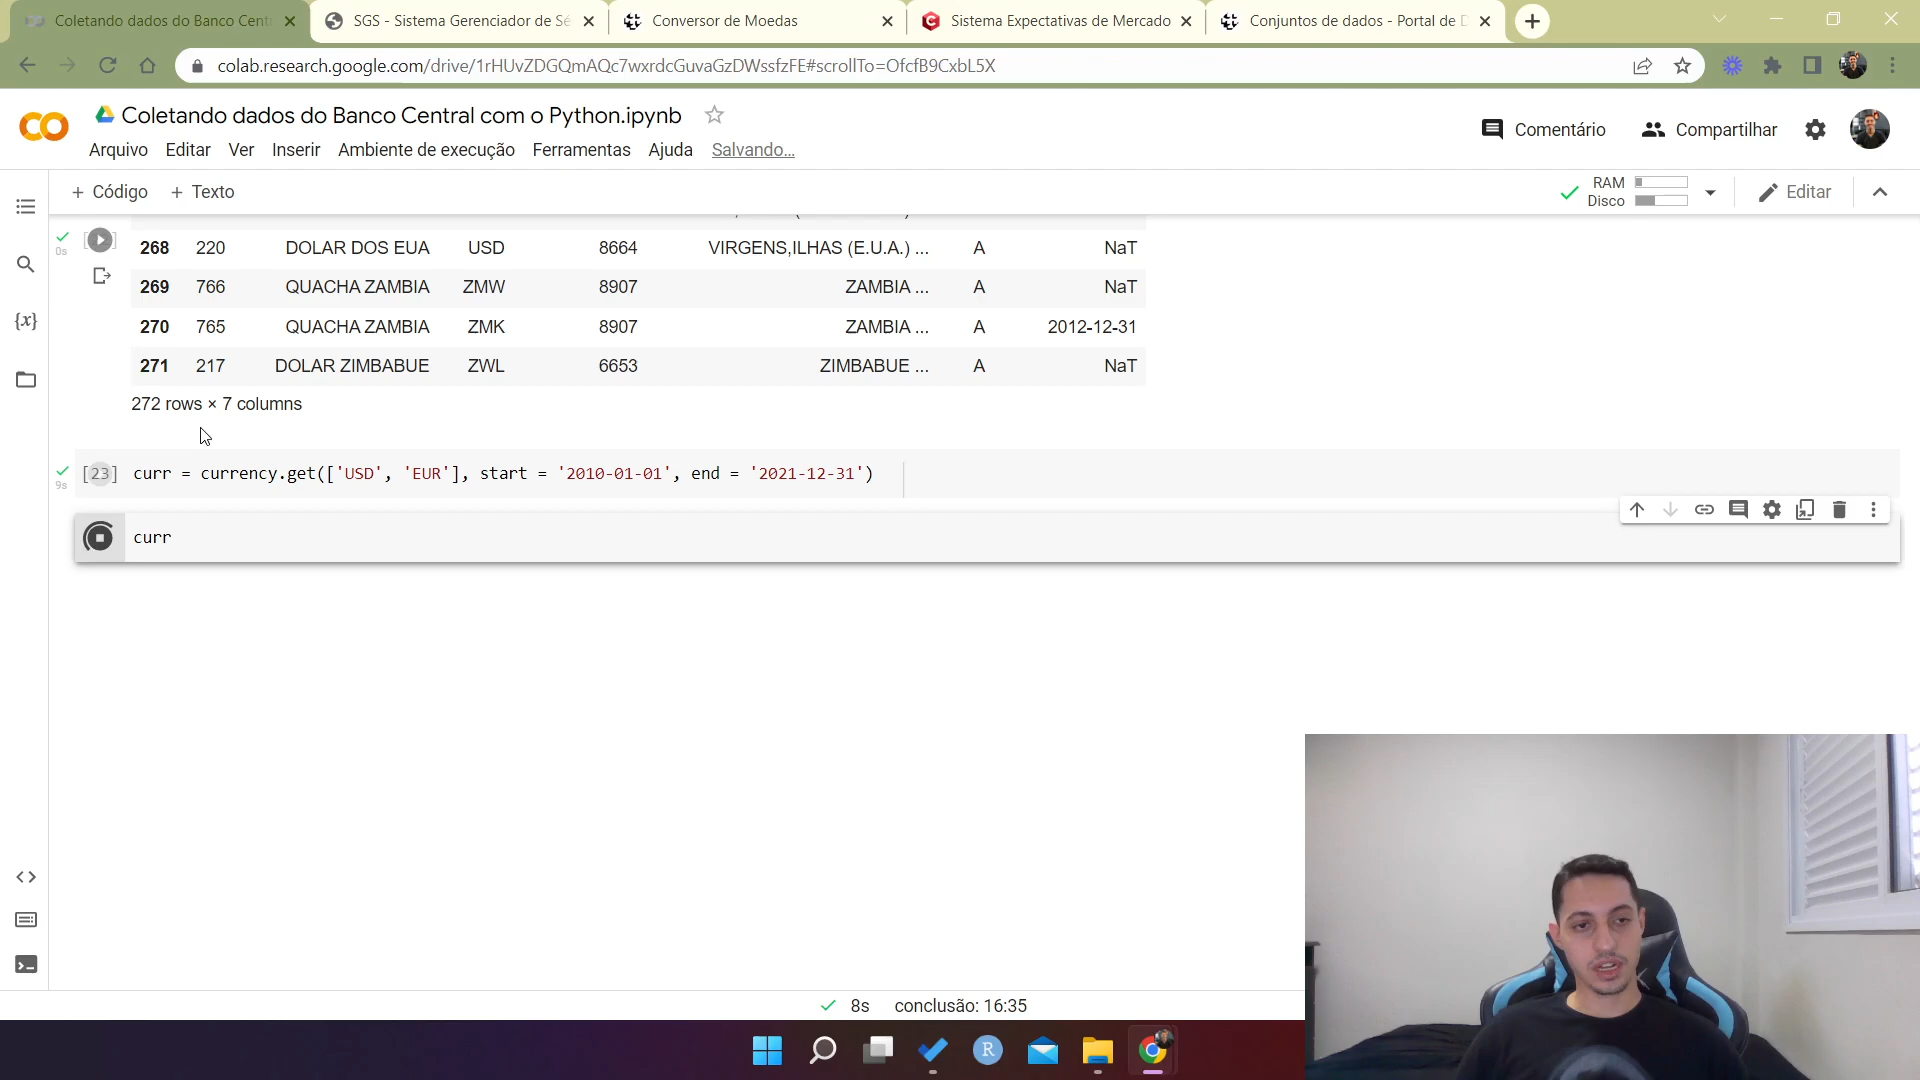 Coletando dados do Banco Cent
SGS - Sistema Gerenciador de Sé
Conversor de Moedas
Sistema Expectativas de Mercado
Conjuntos de dados - Portal de D
colab.research.google.com/drive/1rHUvZDGQmAQc7wxrdcGuvaGzDWssfzFE#scrollTo=OfcfB9CxbL5X
Coletando dados do Banco Central com o Python.ipynb
Comentário
Compartilhar
Arquivo Editar Ver Inserir Ambiente de execução Ferramentas Ajuda Salvando...
+ Código + Texto
RAM
Disco
Editar
0s
268 220 DOLAR DOS EUA USD 8664 VIRGENS,ILHAS (E.U.A.) ... A NaT
269 766 QUACHA ZAMBIA ZMW 8907 ZAMBIA ... A NaT
270 765 QUACHA ZAMBIA ZMK 8907 ZAMBIA ... A 2012-12-31
271 217 DOLAR ZIMBABUE ZWL 6653 ZIMBABUE ... A NaT
272 rows × 7 columns
[23] curr = currency.get(['USD', 'EUR'], start = '2010-01-01', end = '2021-12-31')
9s
curr
8s conclusão: 16:35